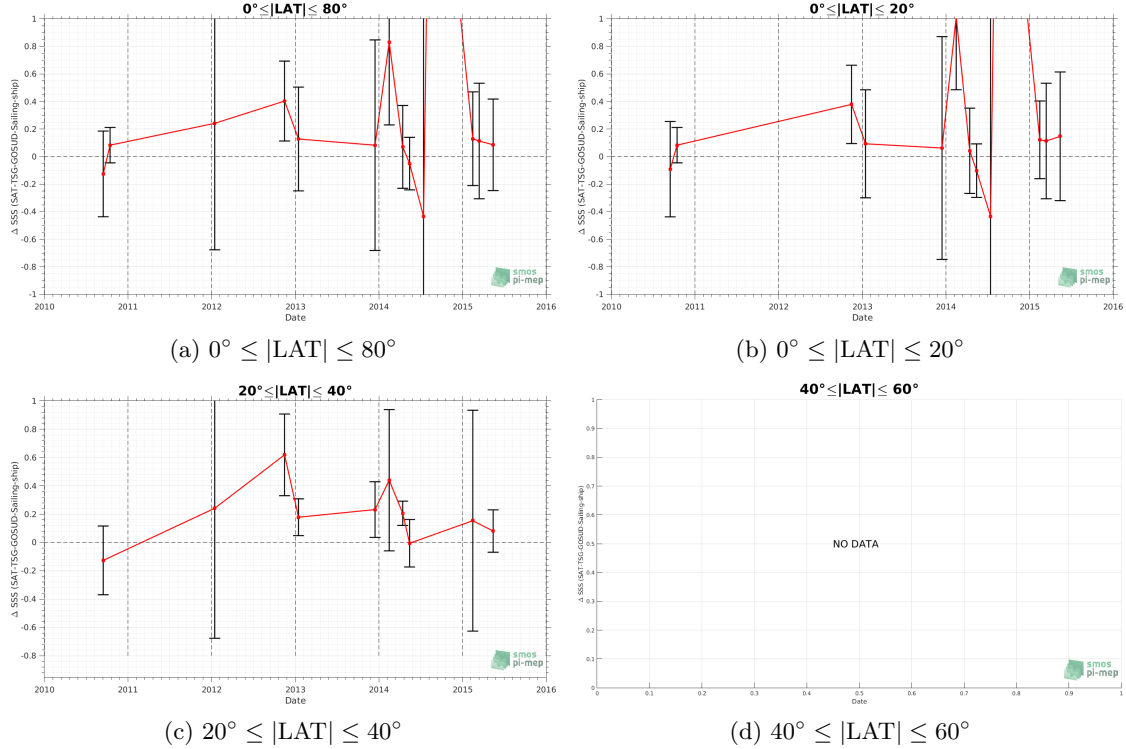 0°≤|LAT|≤ 80°
1
0.8
0.6
0.4
0.2
0
-0.2
-0.4
-0.6
-0.8
-1
Δ SSS (SAT-TSG-GOSUD-Sailing-ship)
2010 2011 2012 2013 2014 2015 2016
Date
smos
pi-mep
(a) 0° ≤ |LAT| ≤ 80°
0°≤|LAT|≤ 20°
1
0.8
0.6
0.4
0.2
0
-0.2
-0.4
-0.6
-0.8
-1
Δ SSS (SAT-TSG-GOSUD-Sailing-ship)
2010 2011 2012 2013 2014 2015 2016
Date
smos
pi-mep
(b) 0° ≤ |LAT| ≤ 20°
20°≤|LAT|≤ 40°
1
0.8
0.6
0.4
0.2
0
-0.2
-0.4
-0.6
-0.8
Δ SSS (SAT-TSG-GOSUD-Sailing-ship)
2010 2011 2012 2013 2014 2015 2016
Date
smos
pi-mep
(c) 20° ≤ |LAT| ≤ 40°
40°≤|LAT|≤ 60°
1
0.9
0.8
0.7
0.6
0.5
0.4
0.3
0.2
0.1
0
Δ SSS (SAT-TSG-GOSUD-Sailing-ship)
NO DATA
0 0.1 0.2 0.3 0.4 0.5 0.6 0.7 0.8 0.9 1
Date
smos
pi-mep
(d) 40° ≤ |LAT| ≤ 60°